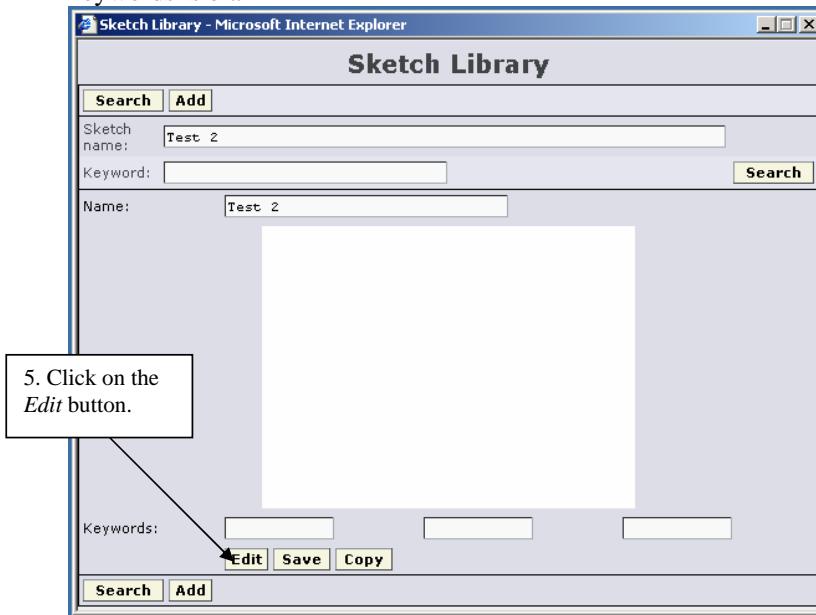 Sketch Library - Microsoft Internet Explorer
Sketch Library
Search Add
Sketch name: Test 2
Keyword: Search
Name: Test 2
5. Click on the
Edit button.
Keywords:
Edit Save Copy
Search Add